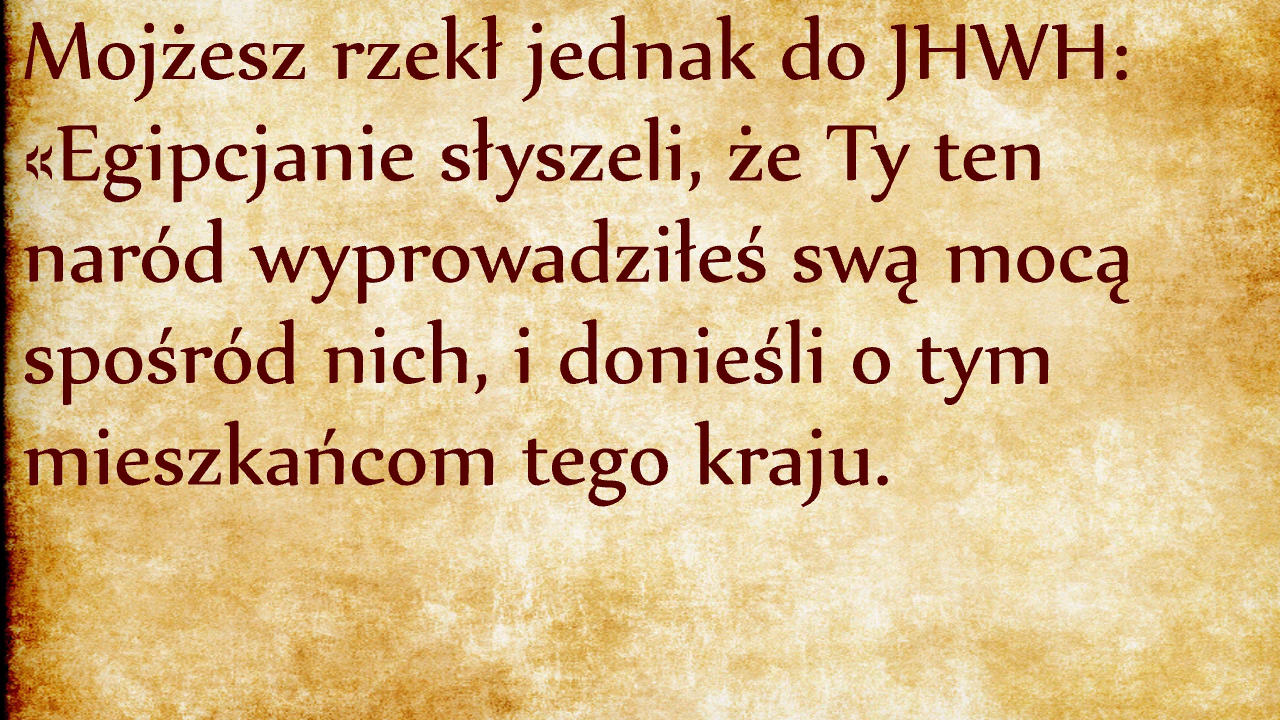 Mojżesz rzekł jednak do JHWH:
«Egipcjanie słyszeli, że Ty ten
naród wyprowadziłeś swą mocą
spośród nich, i donieśli o tym
mieszkańcom tego kraju.